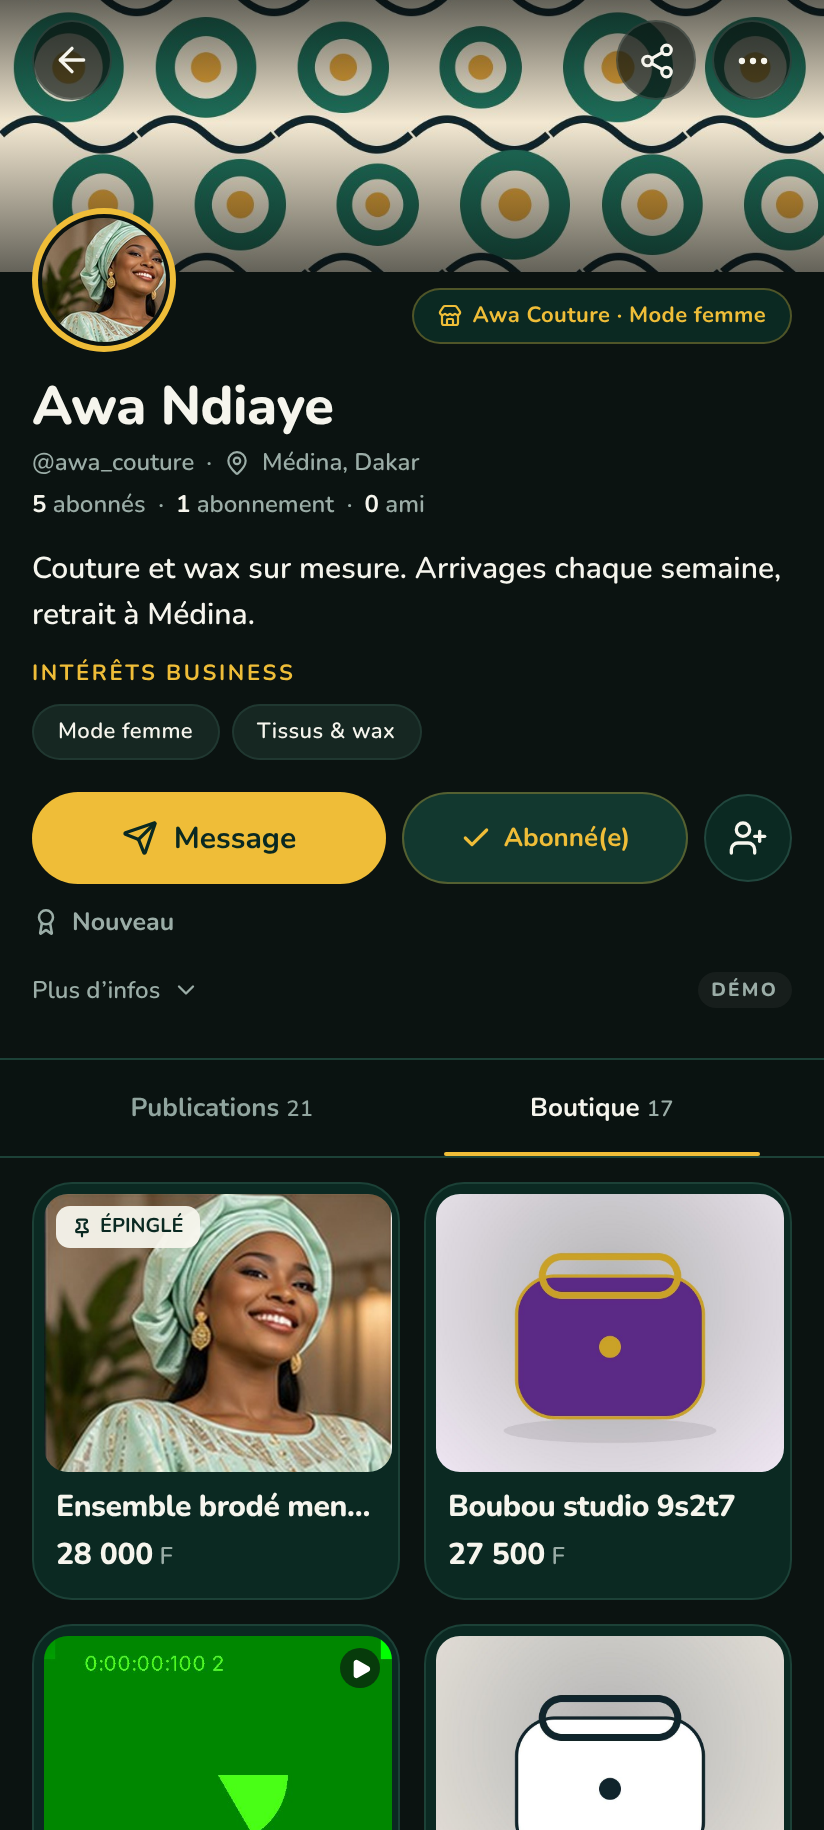 Awa Couture · Mode femme
Awa Ndiaye
@awa_couture · Médina, Dakar
5 abonnés · 1 abonnement · 0 ami
Couture et wax sur mesure. Arrivages chaque semaine,
retrait à Médina.
INTÉRÊTS BUSINESS
Mode femme
Tissus & wax
Message
Abonné(e)
Nouveau
Plus d’infos
DÉMO
Publications 21
Boutique 17
ÉPINGLÉ
Ensemble brodé men...
28 000 F
Boubou studio 9s2t7
27 500 F
0:00:00:100 2